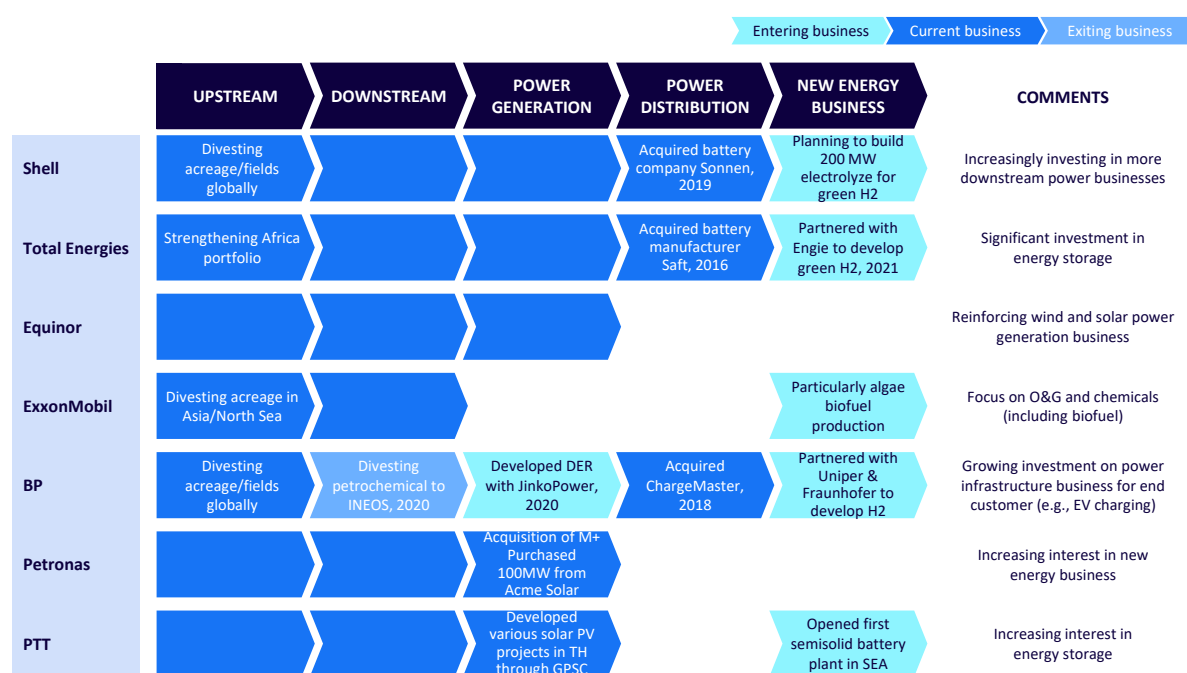 Entering business
Current business
Exiting business
UPSTREAM
DOWNSTREAM
POWER
GENERATION
POWER
DISTRIBUTION
NEW ENERGY
BUSINESS
COMMENTS
Shell
Divesting
acreage/fields
globally
Acquired battery
company Sonnen,
2019
Planning to build
200 MW
electrolyze for
green H2
Increasingly investing in more
downstream power businesses
Total Energies
Strengthening Africa
portfolio
Acquired battery
manufacturer
Saft, 2016
Partnered with
Engie to develop
green H2, 2021
Significant investment in
energy storage
Equinor
Reinforcing wind and solar power
generation business
ExxonMobil
Divesting acreage in
Asia/North Sea
Particularly algae
biofuel
production
Focus on O&G and chemicals
(including biofuel)
BP
Divesting
acreage/fields
globally
Divesting
petrochemical to
INEOS, 2020
Developed DER
with JinkoPower,
2020
Acquired
ChargeMaster,
2018
Partnered with
Uniper &
Fraunhofer to
develop H2
Growing investment on power
infrastructure business for end
customer (e.g., EV charging)
Petronas
Acquisition of M+
Purchased
100MW from
Acme Solar
Increasing interest in new
energy business
PTT
Developed
various solar PV
projects in TH
through GPSC
Opened first
semisolid battery
plant in SEA
Increasing interest in
energy storage